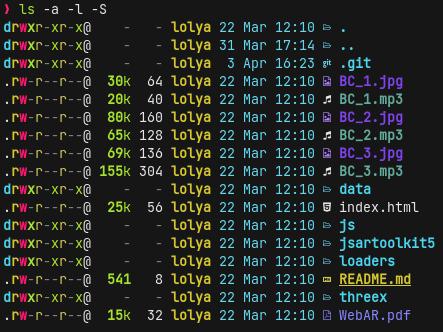 ❯ ls -a -l -S
drwxr-xr-x@ - - lolya 22 Mar 12:10 .
drwxr-xr-x@ - - lolya 31 Mar 17:14 ..
drwxr-xr-x@ - - lolya 3 Apr 16:23 .git
.rw-r--r--@ 30k 64 lolya 22 Mar 12:10 BC_1.jpg
.rw-r--r--@ 20k 40 lolya 22 Mar 12:10 BC_1.mp3
.rw-r--r--@ 80k 160 lolya 22 Mar 12:10 BC_2.jpg
.rw-r--r--@ 65k 128 lolya 22 Mar 12:10 BC_2.mp3
.rw-r--r--@ 69k 136 lolya 22 Mar 12:10 BC_3.jpg
.rw-r--r--@ 155k 304 lolya 22 Mar 12:10 BC_3.mp3
drwxr-xr-x@ - - lolya 22 Mar 12:10 data
.rw-r--r--@ 25k 56 lolya 22 Mar 12:10 index.html
drwxr-xr-x@ - - lolya 22 Mar 12:10 js
drwxr-xr-x@ - - lolya 22 Mar 12:10 jsartoolkit5
drwxr-xr-x@ - - lolya 22 Mar 12:10 loaders
.rw-r--r--@ 541 8 lolya 22 Mar 12:10 README.md
drwxr-xr-x@ - - lolya 22 Mar 12:10 threex
.rw-r--r--@ 15k 32 lolya 22 Mar 12:10 WebAR.pdf